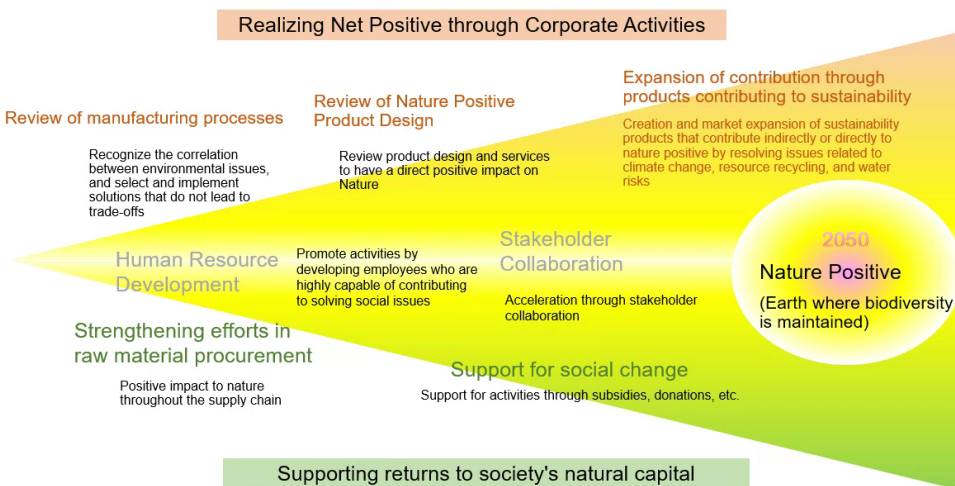 Realizing Net Positive through Corporate Activities
Review of manufacturing processes
Recognize the correlation
between environmental issues,
and select and implement
solutions that do not lead to
trade-offs
Review of Nature Positive
Product Design
Review product design and services
to have a direct positive impact on
Nature
Expansion of contribution through
products contributing to sustainability
Creation and market expansion of sustainability
products that contribute indirectly or directly to
nature positive by resolving issues related to
climate change, resource recycling, and water
risks
Human Resource
Development
Promote activities by
developing employees who are
highly capable of contributing
to solving social issues
Stakeholder
Collaboration
Acceleration through stakeholder
collaboration
2050
Nature Positive
(Earth where biodiversity
is maintained)
Strengthening efforts in
raw material procurement
Positive impact to nature
throughout the supply chain
Support for social change
Support for activities through subsidies, donations, etc.
Supporting returns to society's natural capital